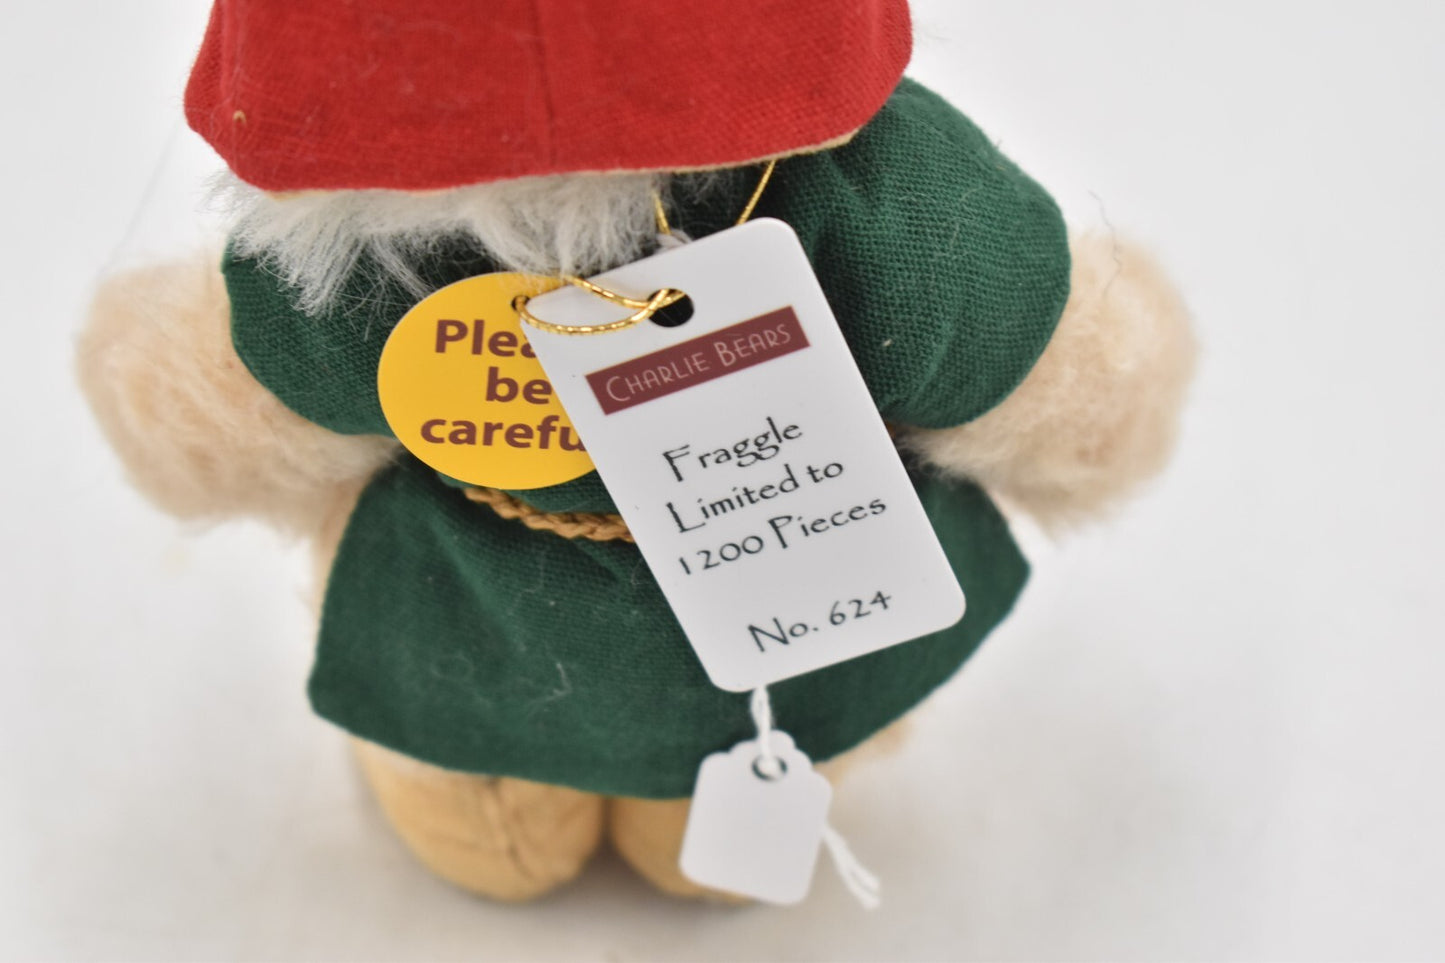 Plea
be
carefu
CHARLIE BEARS
Fraggle
Limited to
1200 Pieces
No. 624